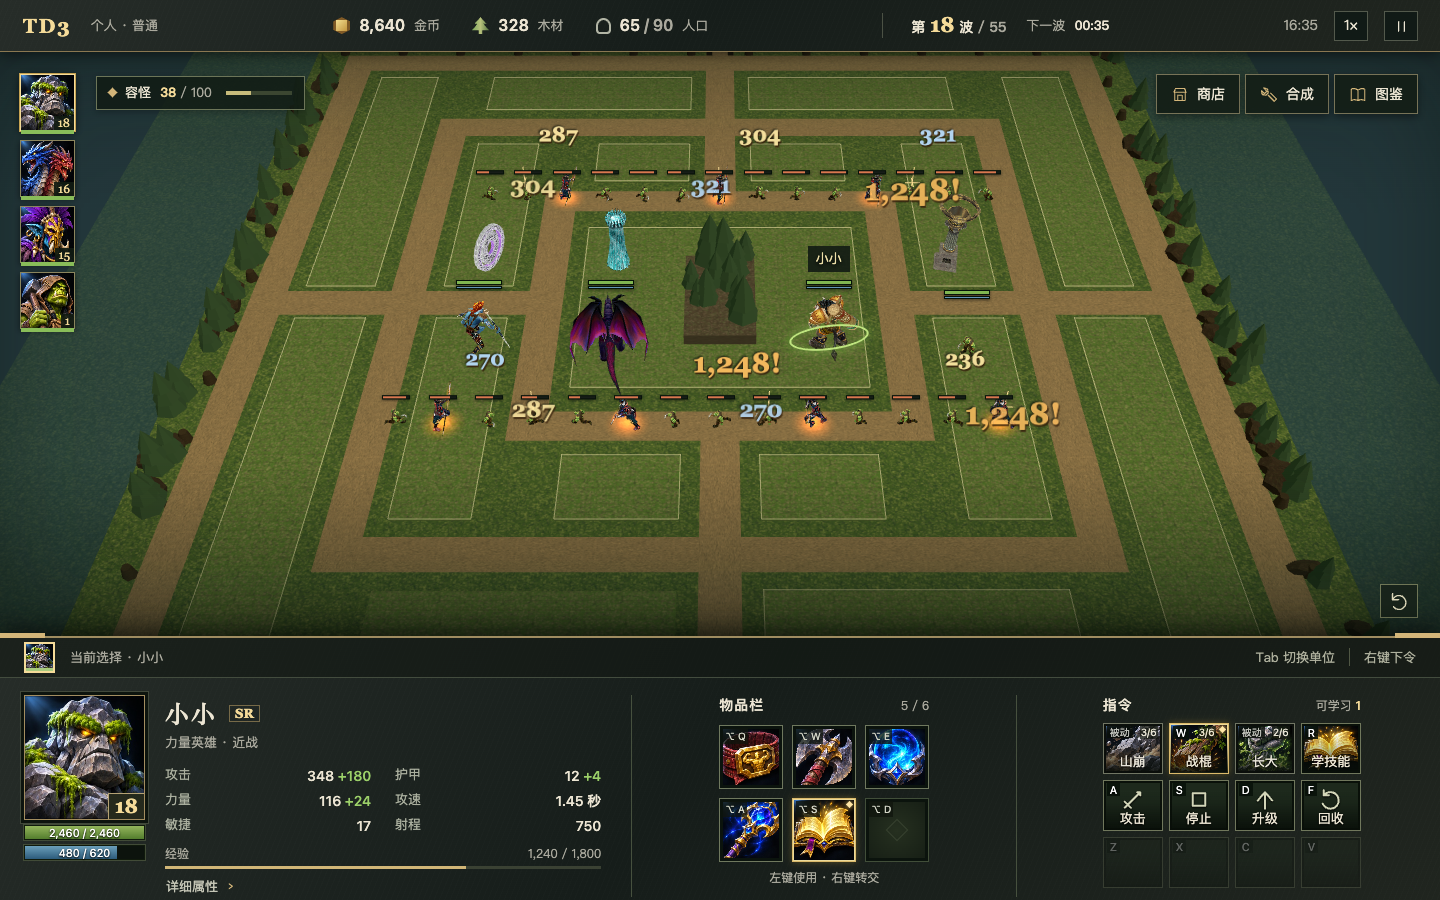 TD3 个人 · 普通 8,640 金币 328 木材 65 / 90 人口 第 18 波 / 55 下一波 00:35 16:35 1×
18
容怪 38 / 100
商店 合成 图鉴
16
15
1
287 304 321
304 321 1,248!
小小
270 1,248! 236
287 270 1,248!
当前选择 · 小小
Tab 切换单位 右键下令
18
2,460 / 2,460
480 / 620
小小 SR
力量英雄 · 近战
攻击 348 +180 护甲 12 +4
力量 116 +24 攻速 1.45 秒
敏捷 17 射程 750
经验 1,240 / 1,800
详细属性 ›
物品栏 5 / 6
⌥Q ⌥W ⌥E
⌥A ⌥S ⌥D
左键使用 · 右键转交
指令 可学习 1
被动 3/6 W 3/6 被动 2/6 R
山崩 战棍 长大 学技能
A S D F
攻击 停止 升级 回收
Z X C V